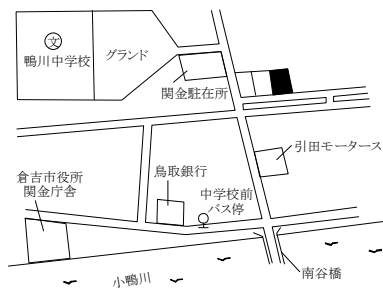 文
鴨川中学校
グランド
関金駐在所
引田モータース
鳥取銀行
中学校前
バス停
倉吉市役所
関金庁舎
小鴨川
南谷橋